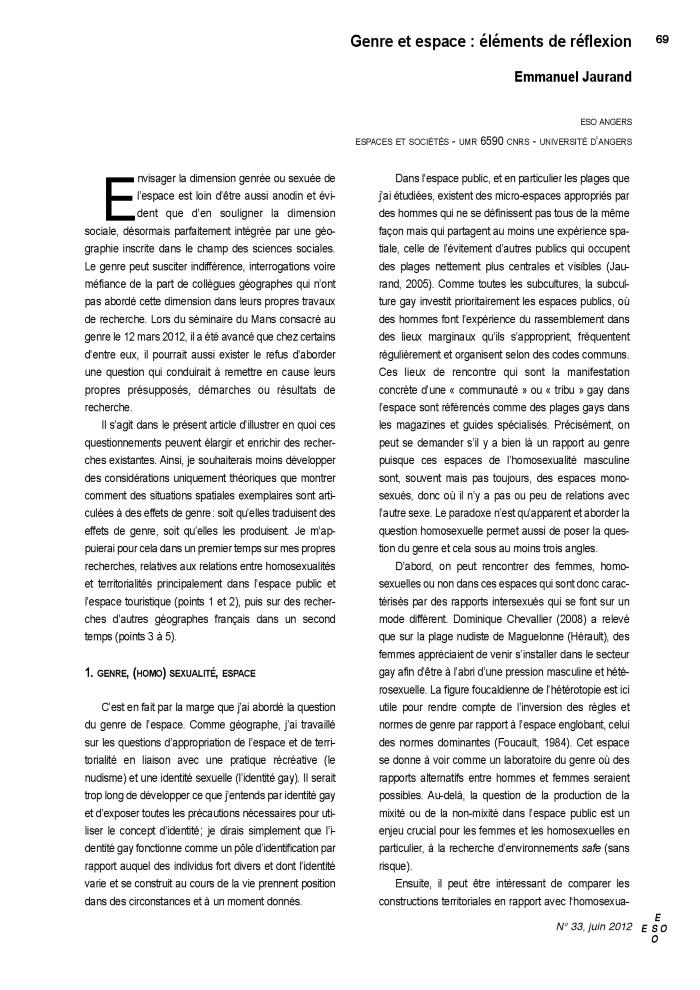 Genre et espace : éléments de réflexion
69
Emmanuel Jaurand
ESO ANGERS
ESPACES ET SOCIÉTÉS - UMR 6590 CNRS - UNIVERSITÉ D'ANGERS
Envisager la dimension genrée ou sexuée de
l'espace est loin d'être aussi anodin et évi-
dent que d'en souligner la dimension
sociale, désormais parfaitement intégrée par une géo-
graphie inscrite dans le champ des sciences sociales.
Le genre peut susciter indifférence, interrogations voire
méfiance de la part de collègues géographes qui n'ont
pas abordé cette dimension dans leurs propres travaux
de recherche. Lors du séminaire du Mans consacré au
genre le 12 mars 2012, il a été avancé que chez certains
d'entre eux, il pourrait aussi exister le refus d'aborder
une question qui conduirait à remettre en cause leurs
propres présupposés, démarches ou résultats de
recherche.
Il s'agit dans le présent article d'illustrer en quoi ces
questionnements peuvent élargir et enrichir des recher-
ches existantes. Ainsi, je souhaiterais moins développer
des considérations uniquement théoriques que montrer
comment des situations spatiales exemplaires sont arti-
culées à des effets de genre : soit qu'elles traduisent des
effets de genre, soit qu'elles les produisent. Je m'ap-
puierai pour cela dans un premier temps sur mes propres
recherches, relatives aux relations entre homosexualités
et territorialités principalement dans l'espace public et
l'espace touristique (points 1 et 2), puis sur des recher-
ches d'autres géographes français dans un second
temps (points 3 à 5).
1. GENRE, (HOMO) SEXUALITÉ, ESPACE
C'est en fait par la marge que j'ai abordé la question
du genre de l'espace. Comme géographe, j'ai travaillé
sur les questions d'appropriation de l'espace et de terri-
torialité en liaison avec une pratique récréative (le
nudisme) et une identité sexuelle (l'identité gay). Il serait
trop long de développer ce que j'entends par identité gay
et d'exposer toutes les précautions nécessaires pour uti-
liser le concept d'identité ; je dirais simplement que l'i-
dentité gay fonctionne comme un pôle d'identification par
rapport auquel des individus fort divers et dont l'identité
varie et se construit au cours de la vie prennent position
dans des circonstances et à un moment donnés.
Dans l'espace public, et en particulier les plages que
j'ai étudiées, existent des micro-espaces appropriés par
des hommes qui ne se définissent pas tous de la même
façon mais qui partagent au moins une expérience spa-
tiale, celle de l'évitement d'autres publics qui occupent
des plages nettement plus centrales et visibles (Jau-
rand, 2005). Comme toutes les subcultures, la subcul-
ture gay investit prioritairement les espaces publics, où
des hommes font l'expérience du rassemblement dans
des lieux marginaux qu'ils s'approprient, fréquentent
régulièrement et organisent selon des codes communs.
Ces lieux de rencontre qui sont la manifestation
concrète d'une « communauté » ou « tribu » gay dans
l'espace sont référencés comme des plages gays dans
les magazines et guides spécialisés. Précisément, on
peut se demander s'il y a bien là un rapport au genre
puisque ces espaces de l'homosexualité masculine
sont, souvent mais pas toujours, des espaces mono-
sexués, donc où il n'y a pas ou peu de relations avec
l'autre sexe. Le paradoxe n'est qu'apparent et aborder la
question homosexuelle permet aussi de poser la ques-
tion du genre et cela sous au moins trois angles.
D'abord, on peut rencontrer des femmes, homo-
sexuelles ou non dans ces espaces qui sont donc carac-
térisés par des rapports intersexués qui se font sur un
mode différent. Dominique Chevallier (2008) a relevé
que sur la plage nudiste de Maguelonne (Hérault), des
femmes appréciaient de venir s'installer dans le secteur
gay afin d'être à l'abri d'une pression masculine et hété-
rosexuelle. La figure foucaldienne de l'hétérotopie est ici
utile pour rendre compte de l'inversion des règles et
normes de genre par rapport à l'espace englobant, celui
des normes dominantes (Foucault, 1984). Cet espace
se donne à voir comme un laboratoire du genre où des
rapports alternatifs entre hommes et femmes seraient
possibles. Au-delà, la question de la production de la
mixité ou de la non-mixité dans l'espace public est un
enjeu crucial pour les femmes et les homosexuelles en
particulier, à la recherche d'environnements safe (sans
risque).
Ensuite, il peut être intéressant de comparer les
constructions territoriales en rapport avec l'homosexua-
N° 33, juin 2012
E
E S O
O